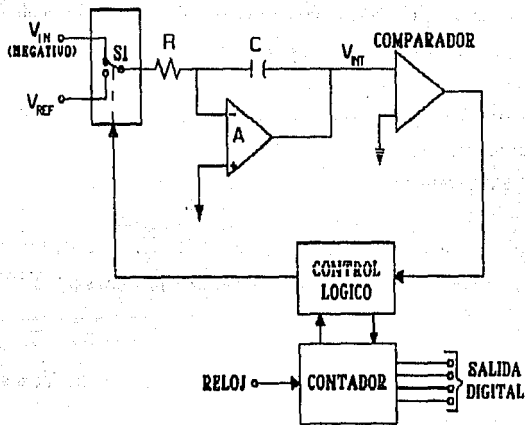 V_IN
(NEGATIVO)
S1
V_REF
R
C
V_INT
COMPARADOR
-
A
+
CONTROL
LOGICO
RELOJ
CONTADOR
SALIDA
DIGITAL